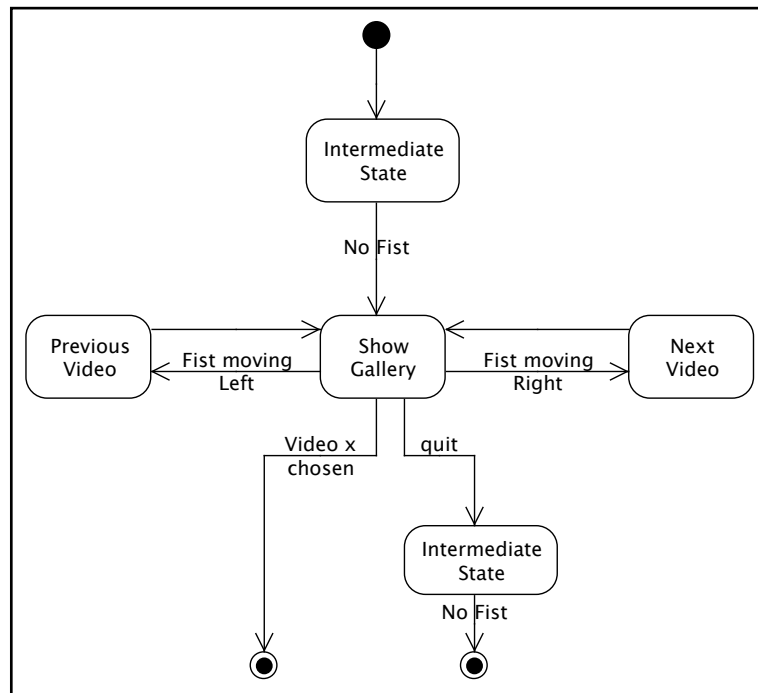 Intermediate
State
No Fist
Previous
Video
Fist moving
Left
Show
Gallery
Fist moving
Right
Next
Video
Video x
chosen
quit
Intermediate
State
No Fist